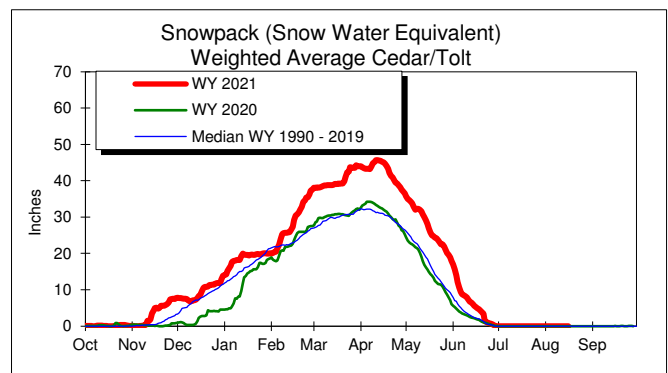 Snowpack (Snow Water Equivalent)
Weighted Average Cedar/Tolt
70
60
50
40
30
20
10
0
Inches
WY 2021
WY 2020
Median WY 1990 - 2019
Oct Nov Dec Jan Feb Mar Apr May Jun Jul Aug Sep